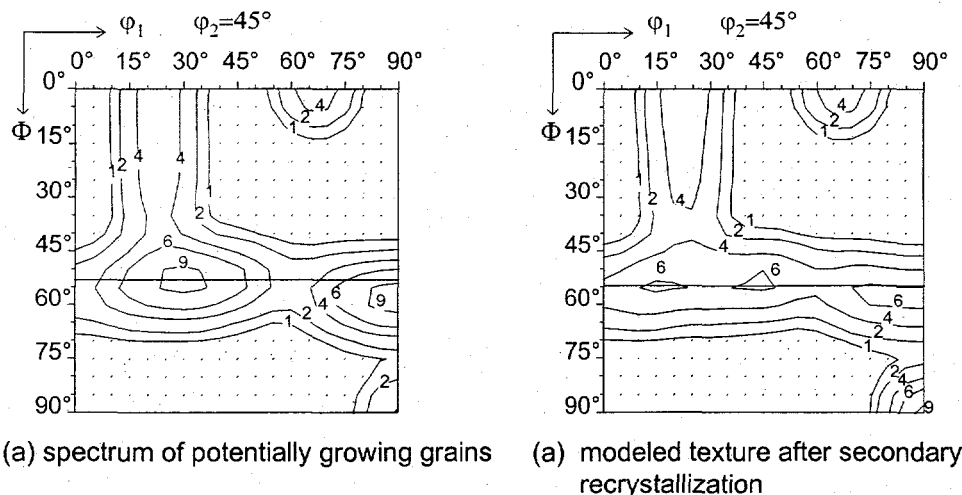 φ₁ φ₂=45°
0° 15° 30° 45° 60° 75° 90°
0°
Φ 15°
30°
45°
60°
75°
90°
1 2 4 4 1 2 6 9 1 2 4 6 9 4 2 1 2
(a) spectrum of potentially growing grains
φ₁ φ₂=45°
0° 15° 30° 45° 60° 75° 90°
0°
Φ 15°
30°
45°
60°
75°
90°
1 2 4 1 2 4 1 2 4 6 6 6 4 2 1 2 4 6 9
(a) modeled texture after secondary
recrystallization